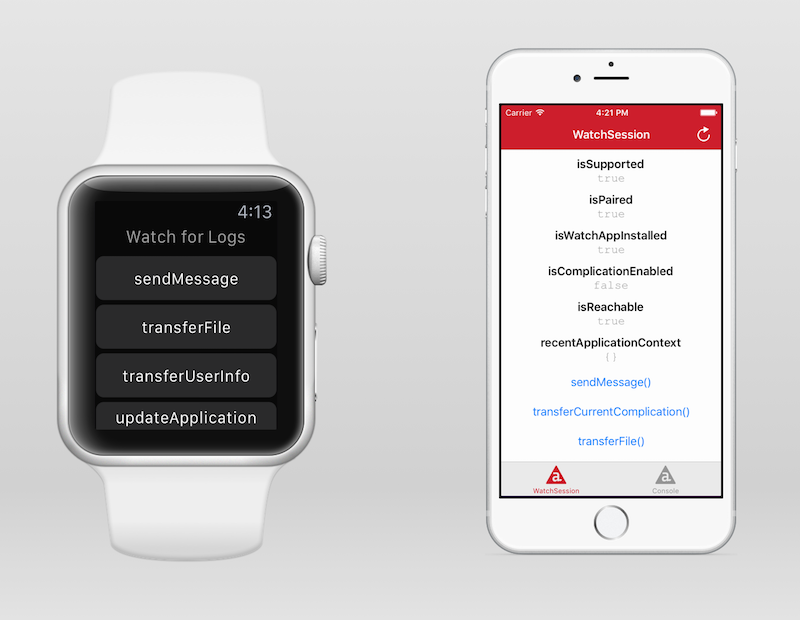 4:13
Watch for Logs
sendMessage
transferFile
transferUserInfo
updateApplication
Carrier 4:21 PM
WatchSession
isSupported
true
isPaired
true
isWatchAppInstalled
true
isComplicationEnabled
false
isReachable
true
recentApplicationContext
{}
sendMessage()
transferCurrentComplication()
transferFile()
a a
WatchSession Console